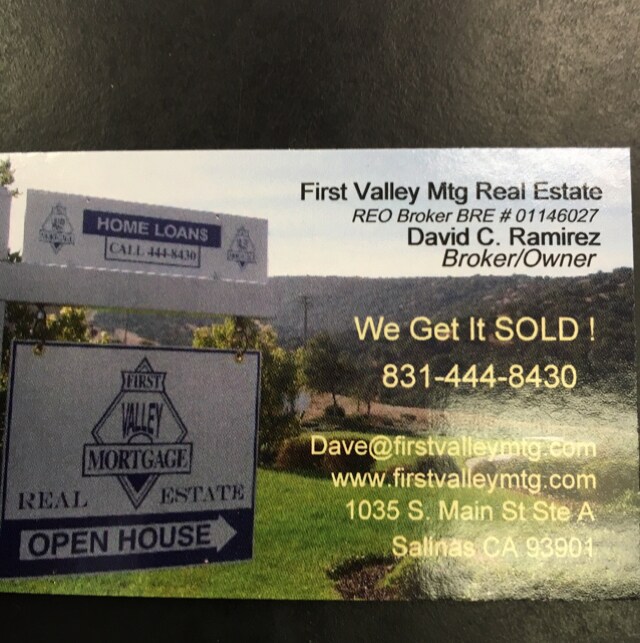 First Valley Mtg Real Estate
REO Broker BRE # 01146027
David C. Ramirez
Broker/Owner
We Get It SOLD !
831-444-8430
Dave@firstvalleymtg.com
www.firstvalleymtg.com
1035 S. Main St Ste A
Salinas CA 93901
HOME LOAN$
CALL 444-8430
FIRST
VALLEY
MORTGAGE
REAL ESTATE
OPEN HOUSE